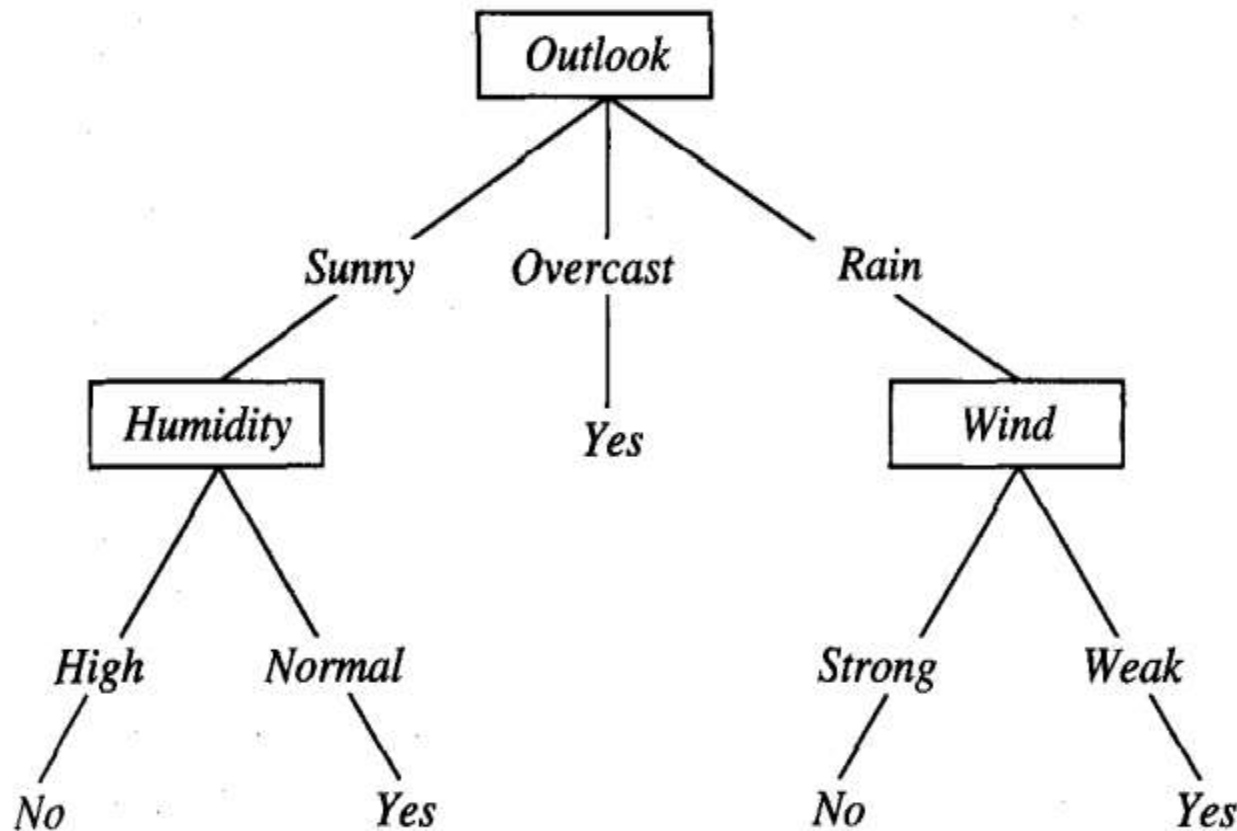 Outlook
Sunny Overcast Rain
Humidity Yes Wind
High Normal Strong Weak
No Yes No Yes